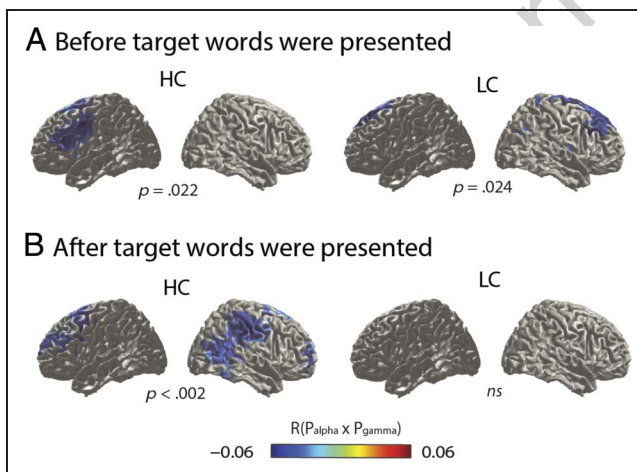 A Before target words were presented
HC
LC
p = .022
p = .024
B After target words were presented
HC
LC
p < .002
ns
R(Palpha x Pgamma)
−0.06 0.06